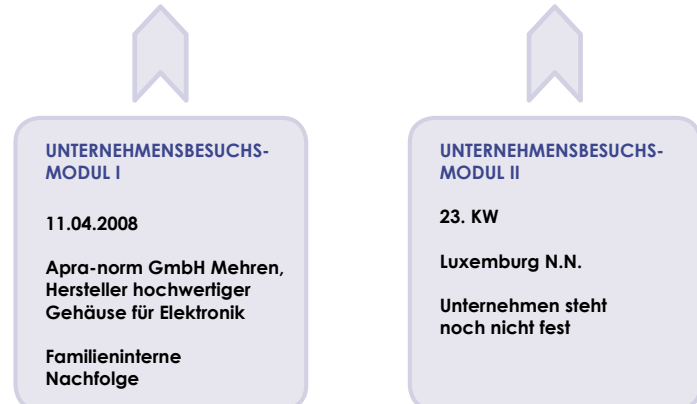 UNTERNEHMENSBESUCHS-
MODUL I
11.04.2008
Apra-norm GmbH Mehren,
Hersteller hochwertiger
Gehäuse für Elektronik
Familieninterne
Nachfolge
UNTERNEHMENSBESUCHS-
MODUL II
23. KW
Luxemburg N.N.
Unternehmen steht
noch nicht fest